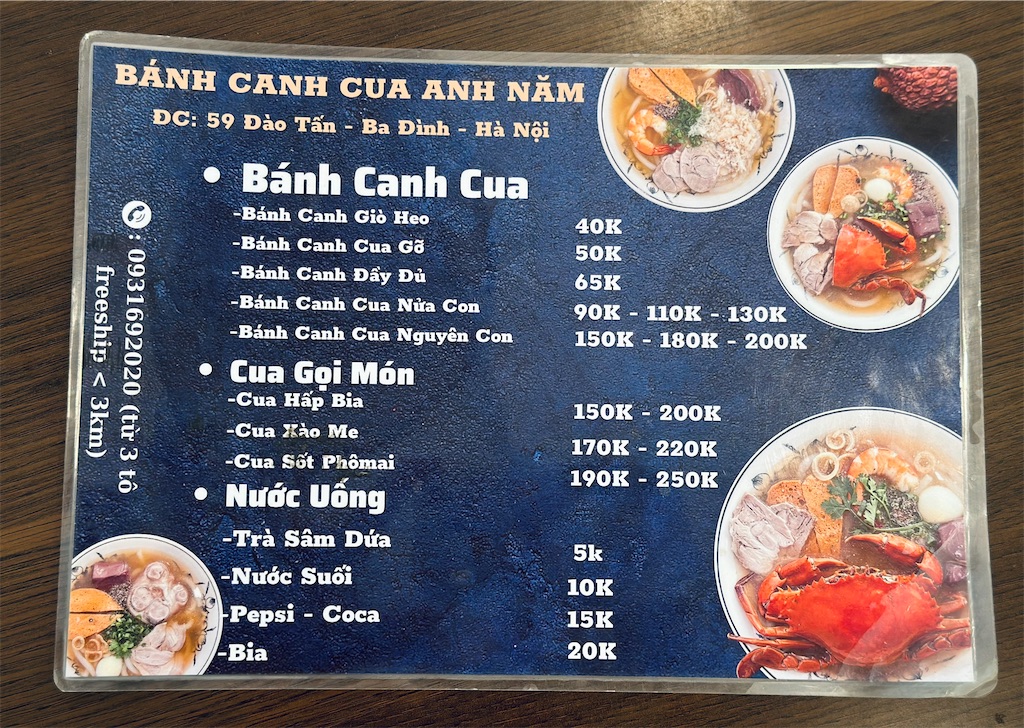 BÁNH CANH CUA ANH NĂM
ĐC: 59 Đào Tấn - Ba Đình - Hà Nội
• Bánh Canh Cua
-Bánh Canh Giò Heo 40K
-Bánh Canh Cua Gỡ 50K
-Bánh Canh Đầy Đủ 65K
-Bánh Canh Cua Nửa Con 90K - 110K - 130K
-Bánh Canh Cua Nguyên Con 150K - 180K - 200K
• Cua Gọi Món
-Cua Hấp Bia 150K - 200K
-Cua Xào Me 170K - 220K
-Cua Sốt Phômai 190K - 250K
• Nước Uống
-Trà Sâm Dứa 5k
-Nước Suối 10K
-Pepsi - Coca 15K
-Bia 20K
: 0931692020 (từ 3 tô
freeship < 3km)